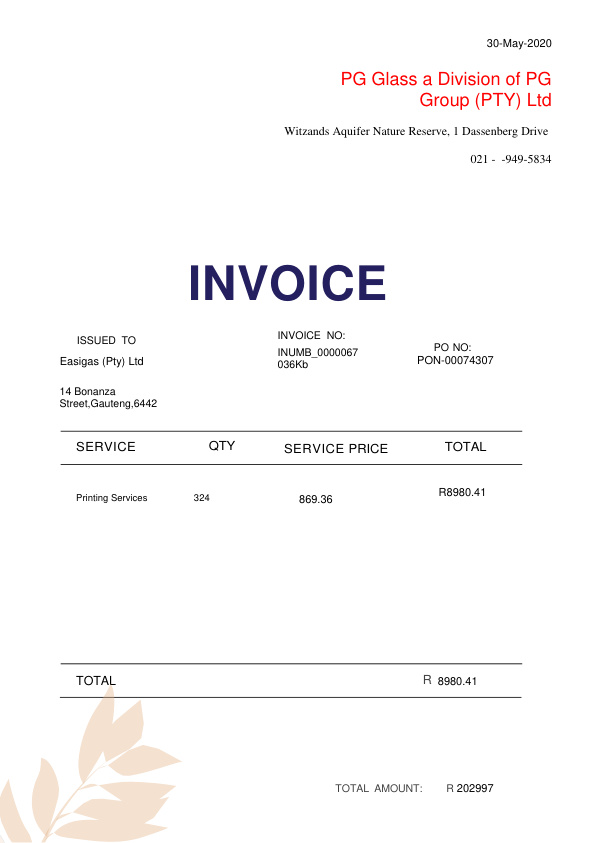 30-May-2020
PG Glass a Division of PG
Group (PTY) Ltd
Witzands Aquifer Nature Reserve, 1 Dassenberg Drive
021 -  -949-5834
INVOICE
ISSUED TO
Easigas (Pty) Ltd
14 Bonanza
Street,Gauteng,6442
INVOICE NO:
INUMB_0000067
036Kb
PO NO:
PON-00074307
SERVICE QTY SERVICE PRICE TOTAL
Printing Services 324 869.36 R8980.41
TOTAL R 8980.41
TOTAL AMOUNT: R 202997